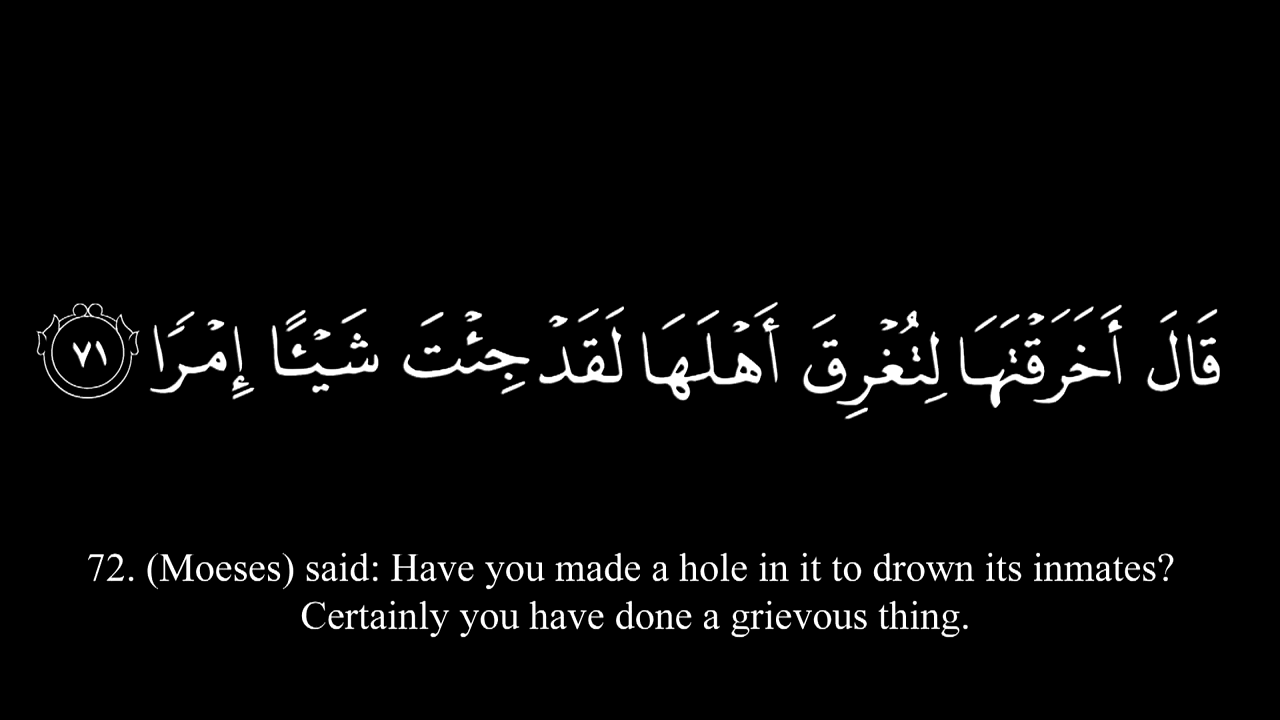 قَالَ أَخَرَقْتَهَا لِتُغْرِقَ أَهْلَهَا لَقَدْ جِئْتَ شَيْـًٔا إِمْرًا ٧١
72. (Moeses) said: Have you made a hole in it to drown its inmates?
Certainly you have done a grievous thing.